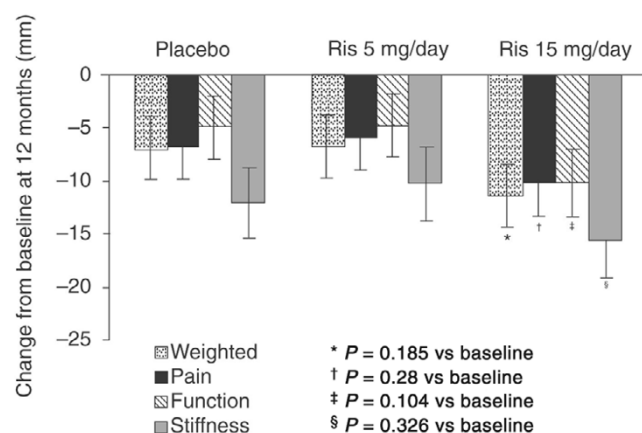 Placebo Ris 5 mg/day Ris 15 mg/day
Change from baseline at 12 months (mm)
0
−5
−10
−15
−20
−25
* † ‡
§
Weighted * P = 0.185 vs baseline
Pain † P = 0.28 vs baseline
Function ‡ P = 0.104 vs baseline
Stiffness § P = 0.326 vs baseline